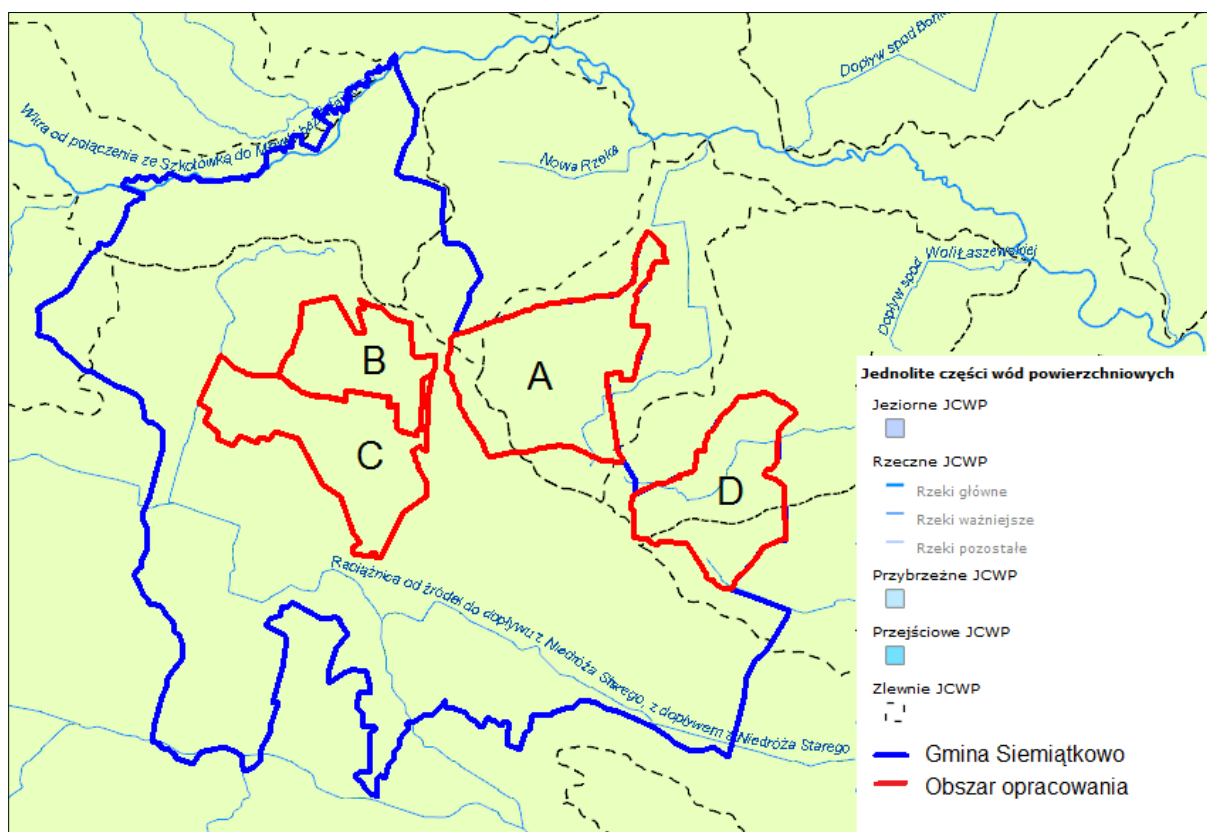 Dopływ spod
Wkra od połączenia ze Szkotówką do Mławki bez
Nowa Rzeka
Dopływ spod Woli Łaszewskiej
A
B
C
D
Raciążnica od źródeł do dopływu z Niedróża Starego, z dopływem z Niedróża Starego
Jednolite części wód powierzchniowych
Jeziorne JCWP
Rzeczne JCWP
Rzeki główne
Rzeki ważniejsze
Rzeki pozostałe
Przybrzeżne JCWP
Przejściowe JCWP
Zlewnie JCWP
Gmina Siemiątkowo
Obszar opracowania